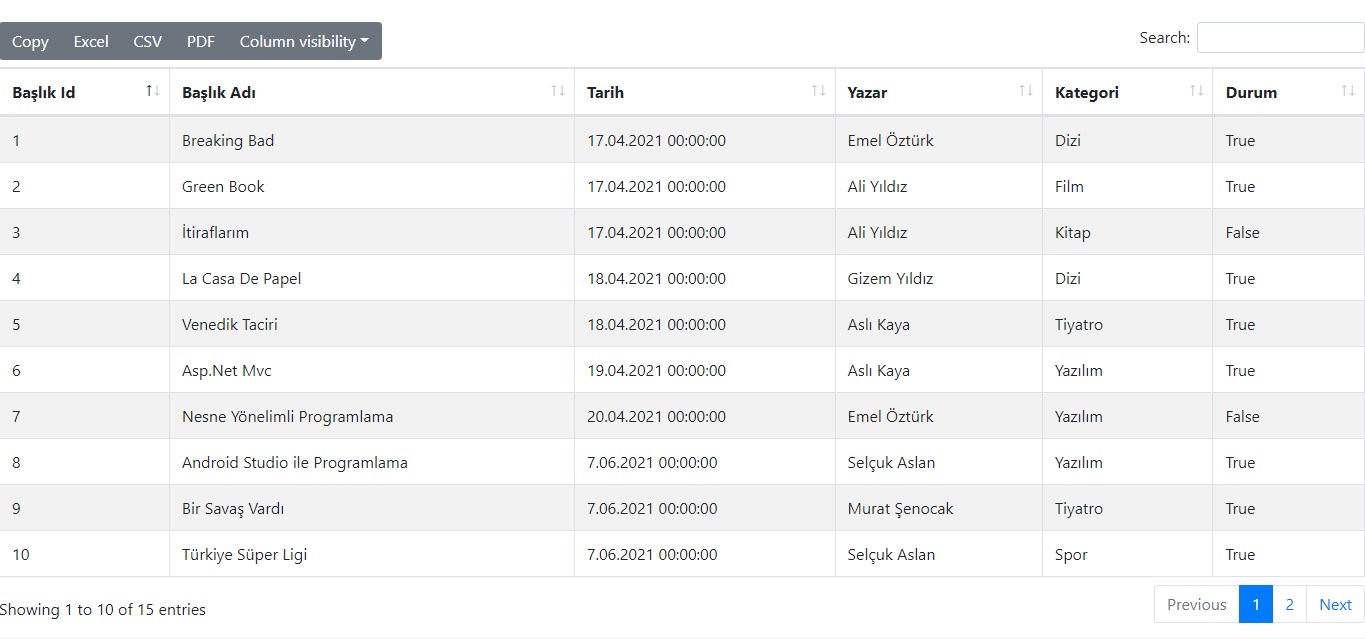 Copy Excel CSV PDF Column visibility Search:
Başlık Id Başlık Adı Tarih Yazar Kategori Durum
1 Breaking Bad 17.04.2021 00:00:00 Emel Öztürk Dizi True
2 Green Book 17.04.2021 00:00:00 Ali Yıldız Film True
3 İtiraflarım 17.04.2021 00:00:00 Ali Yıldız Kitap False
4 La Casa De Papel 18.04.2021 00:00:00 Gizem Yıldız Dizi True
5 Venedik Taciri 18.04.2021 00:00:00 Aslı Kaya Tiyatro True
6 Asp.Net Mvc 19.04.2021 00:00:00 Aslı Kaya Yazılım True
7 Nesne Yönelimli Programlama 20.04.2021 00:00:00 Emel Öztürk Yazılım False
8 Android Studio ile Programlama 7.06.2021 00:00:00 Selçuk Aslan Yazılım True
9 Bir Savaş Vardı 7.06.2021 00:00:00 Murat Şenocak Tiyatro True
10 Türkiye Süper Ligi 7.06.2021 00:00:00 Selçuk Aslan Spor True
Showing 1 to 10 of 15 entries Previous 1 2 Next